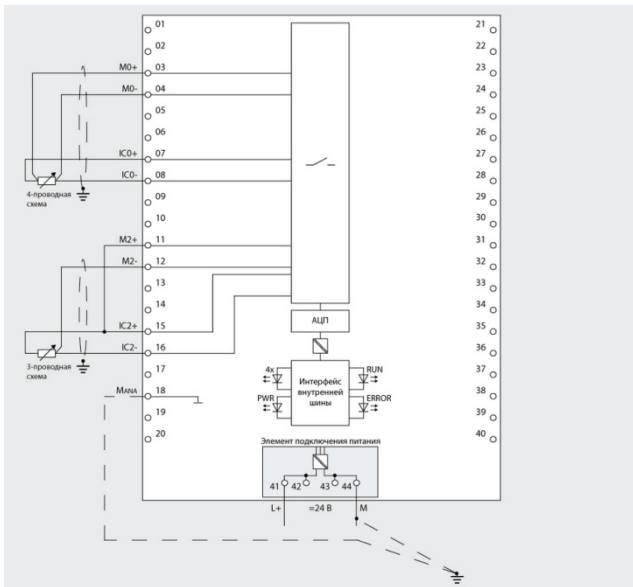 01 21
02 22
M0+ 03 23
M0- 04 24
05 25
06 26
IC0+ 07 27
IC0- 08 28
4-проводная
схема
09 29
10 30
M2+ 11 31
M2- 12 32
13 33
14 34
IC2+ 15 АЦП 35
IC2- 16 36
3-проводная
схема
17 4x RUN 37
Интерфейс
внутренней
шины
MANA 18 PWR ERROR 38
19 39
20 40
Элемент подключения питания
41 42 43 44
L+ =24 В M